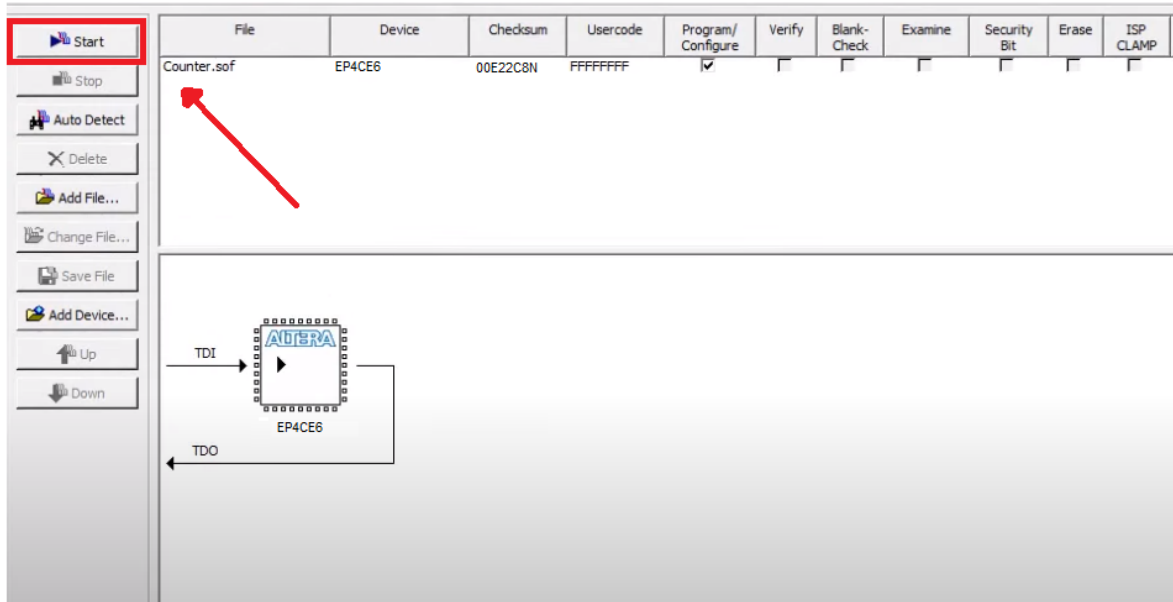 Start
Stop
Auto Detect
Delete
Add File...
Change File...
Save File
Add Device...
Up
Down
File Device Checksum Usercode Program/ Verify Blank- Examine Security Erase ISP
Configure Check Bit CLAMP
Counter.sof EP4CE6 00E22C8N FFFFFFFF
ALTERA
TDI
EP4CE6
TDO